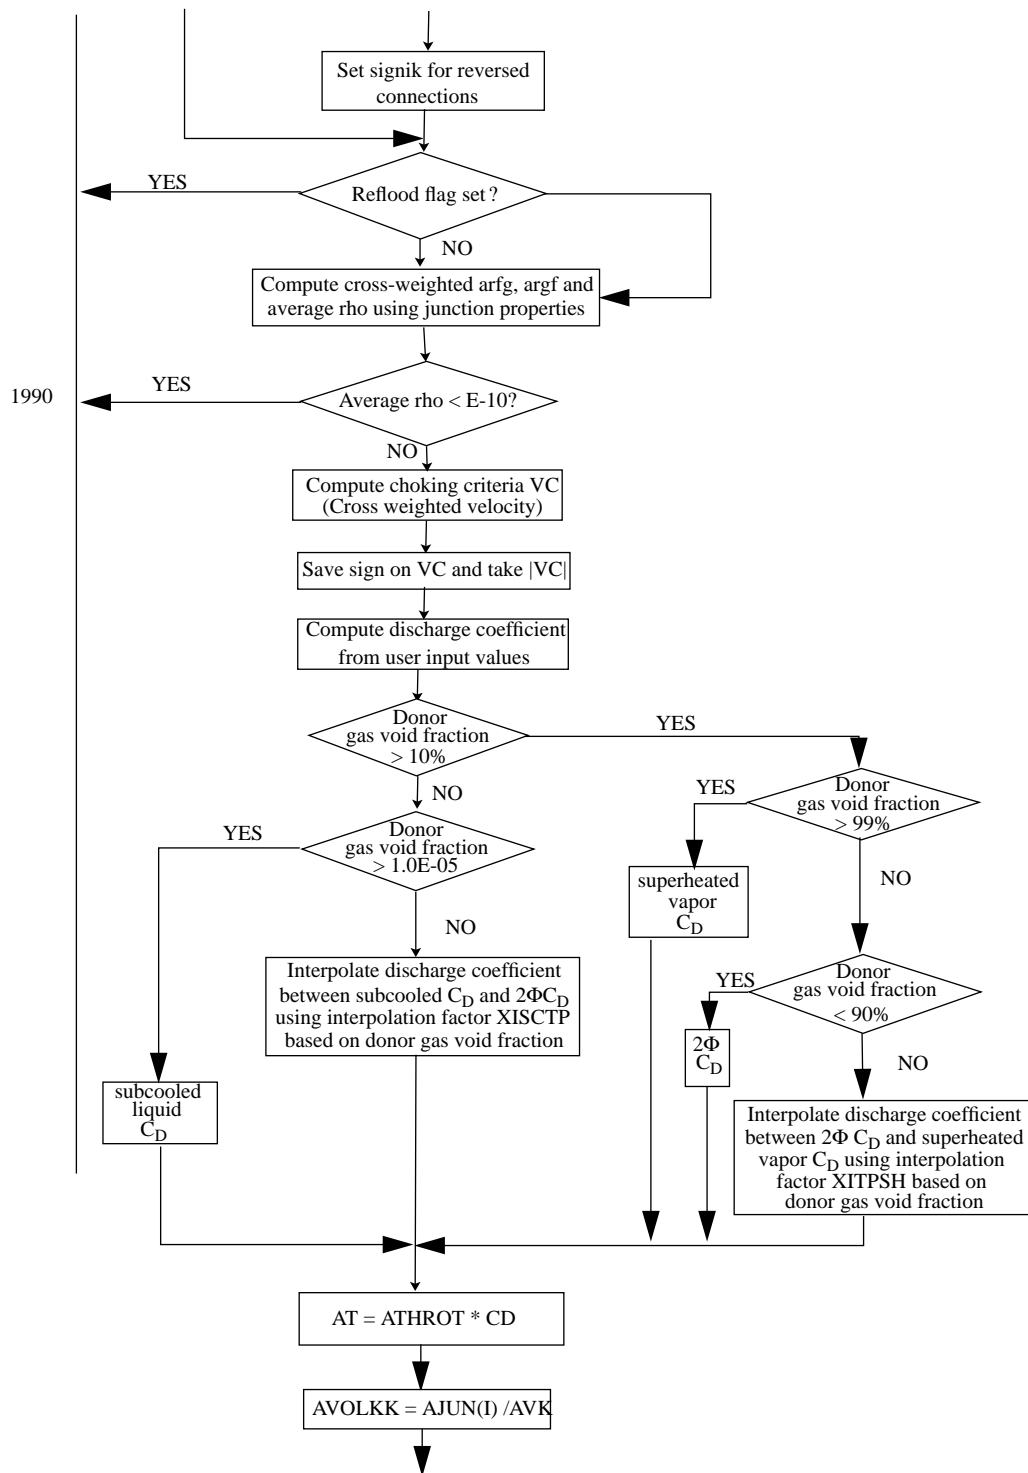 Set signik for reversed
connections
YES
Reflood flag set ?
NO
Compute cross-weighted arfg, argf and
average rho using junction properties
1990
YES
Average rho < E-10?
NO
Compute choking criteria VC
(Cross weighted velocity)
Save sign on VC and take |VC|
Compute discharge coefficient
from user input values
Donor
gas void fraction
> 10%
YES
NO
YES
Donor
gas void fraction
> 99%
YES
Donor
gas void fraction
> 1.0E-05
superheated
vapor
C_D
NO
NO
Interpolate discharge coefficient
between subcooled C_D and 2ΦC_D
using interpolation factor XISCTP
based on donor gas void fraction
YES
Donor
gas void fraction
< 90%
2Φ
C_D
NO
subcooled
liquid
C_D
Interpolate discharge coefficient
between 2Φ C_D and superheated
vapor C_D using interpolation
factor XITPSH based on
donor gas void fraction
AT = ATHROT * CD
AVOLKK = AJUN(I) /AVK